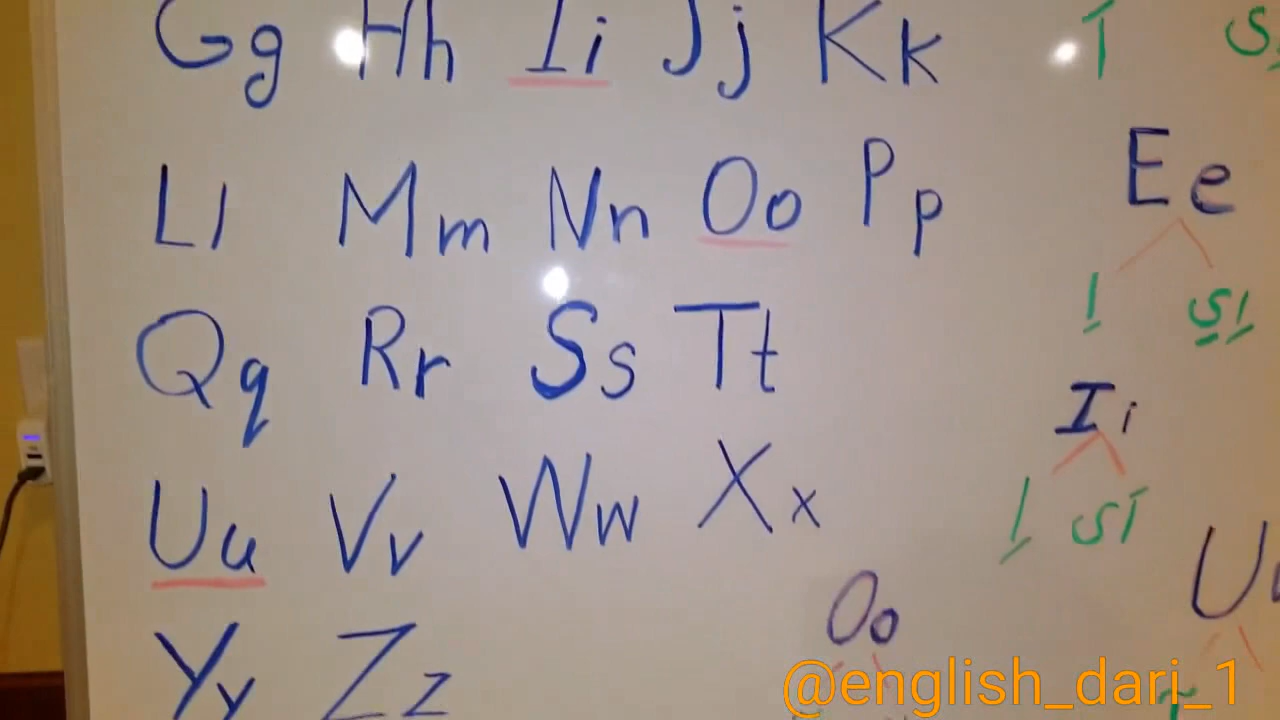 Gg Hh Ii Jj Kk
Ll Mm Nn Oo Pp
Qq Rr Ss Tt
Uu Vv Ww Xx
Yy Zz
آ
Ee
اِ ای
Ii
اِ ای
Oo
@english_dari_1